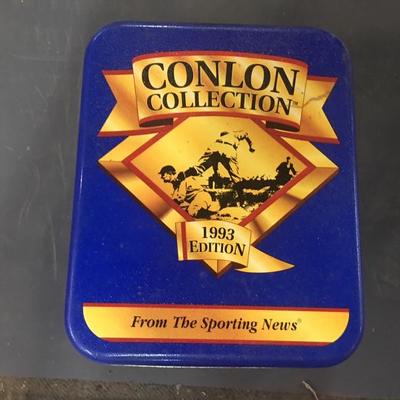 CONLON
COLLECTION™
1993
EDITION
From The Sporting News®